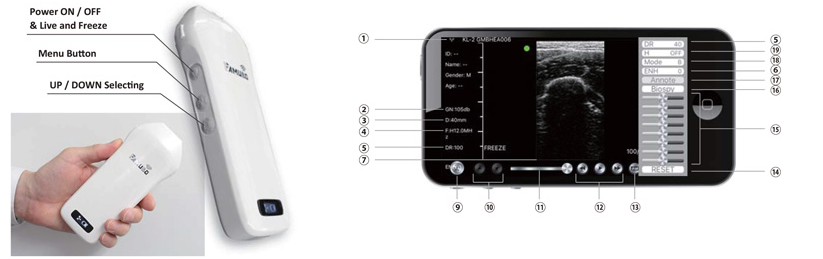 Power ON / OFF
& Live and Freeze
Menu Button
UP / DOWN Selecting
①
②
③
④
⑤
⑦
KL-2 GMBHEA006
ID: --
Name: --
Gender: M
Age: --
GN:105db
D:40mm
F:H12.0MH
z
DR:100
FREEZE
100/
DR 40
H OFF
Mode B
ENH 0
Annote
Biospy
RESET
⑤
⑲
⑱
⑥
⑰
⑯
⑮
⑭
⑨
⑩
⑪
⑫
⑬